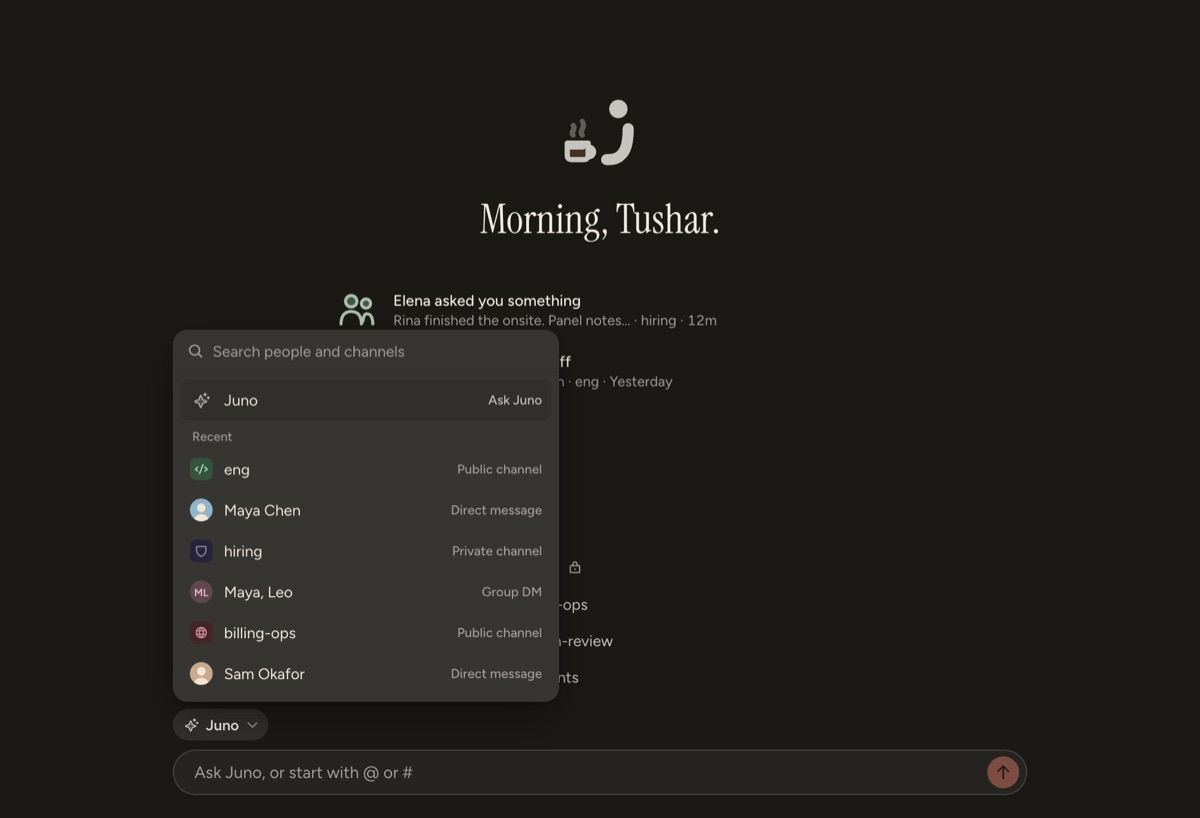 Morning, Tushar.
Elena asked you something
Rina finished the onsite. Panel notes... · hiring · 12m
· eng · Yesterday
Search people and channels
Juno Ask Juno
Recent
eng Public channel
Maya Chen Direct message
hiring Private channel
ML Maya, Leo Group DM
billing-ops Public channel
Sam Okafor Direct message
-ops
-review
Juno
Ask Juno, or start with @ or #